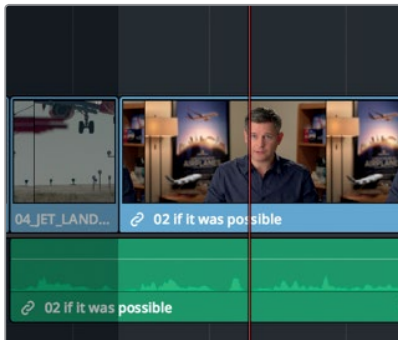 AIRPLANES
04_JET_LAND...
02 if it was possible
02 if it was possible